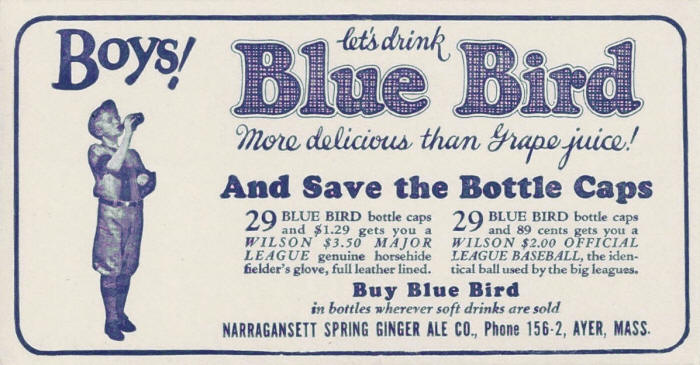 Boys!
let's drink
Blue Bird
More delicious than Grape juice!
And Save the Bottle Caps
29 BLUE BIRD bottle caps
and $1.29 gets you a
WILSON $3.50 MAJOR
LEAGUE genuine horsehide
fielder's glove, full leather lined.
29 BLUE BIRD bottle caps
and 89 cents gets you a
WILSON $2.00 OFFICIAL
LEAGUE BASEBALL, the iden-
tical ball used by the big leagues.
Buy Blue Bird
in bottles wherever soft drinks are sold
NARRAGANSETT SPRING GINGER ALE CO., Phone 156-2, AYER, MASS.